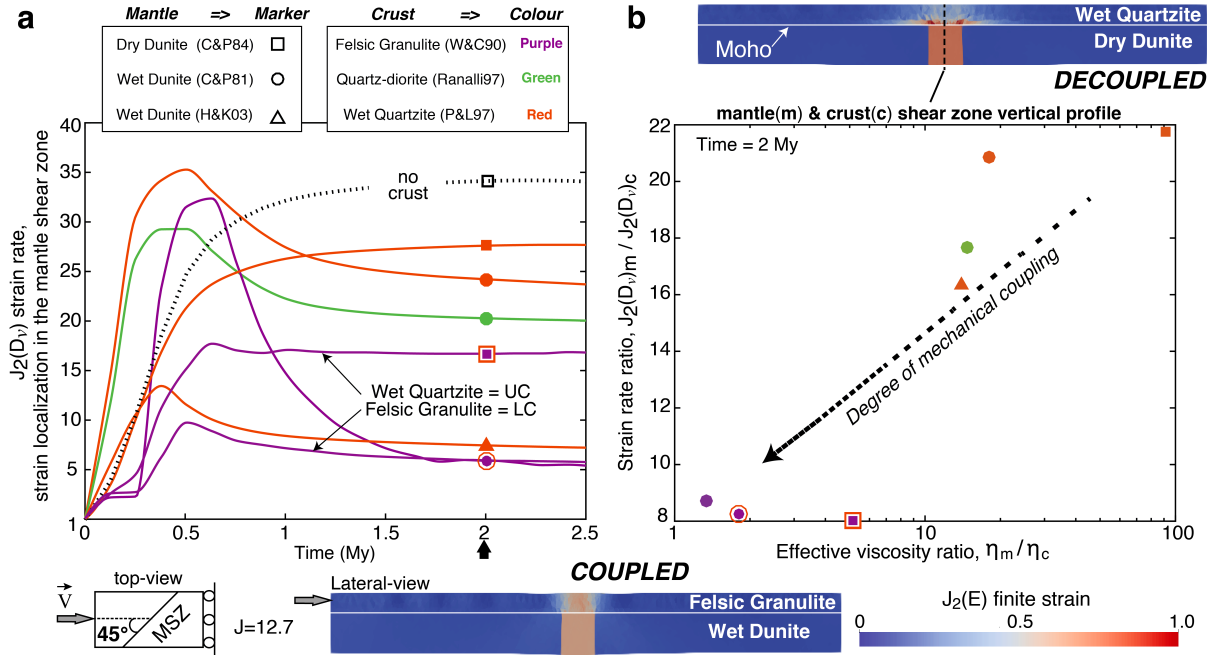 a
Mantle => Marker
Dry Dunite (C&P84)
Wet Dunite (C&P81)
Wet Dunite (H&K03)
Crust => Colour
Felsic Granulite (W&C90) Purple
Quartz-diorite (Ranalli97) Green
Wet Quartzite (P&L97) Red
J2(Dv) strain rate,
strain localization in the mantle shear zone
40
35
30
25
20
15
10
5
1
no
crust
Wet Quartzite = UC
Felsic Granulite = LC
0 0.5 1 1.5 2 2.5
Time (My)
b
Wet Quartzite
Moho
Dry Dunite
DECOUPLED
mantle(m) & crust(c) shear zone vertical profile
Time = 2 My
Strain rate ratio, J2(Dv)m / J2(Dv)c
22
20
18
16
14
12
10
8
Degree of mechanical coupling
1 10 100
Effective viscosity ratio, ηm/ηc
COUPLED
top-view
V
45°
MSZ
J=12.7
Lateral-view
Felsic Granulite
Wet Dunite
J2(E) finite strain
0 0.5 1.0